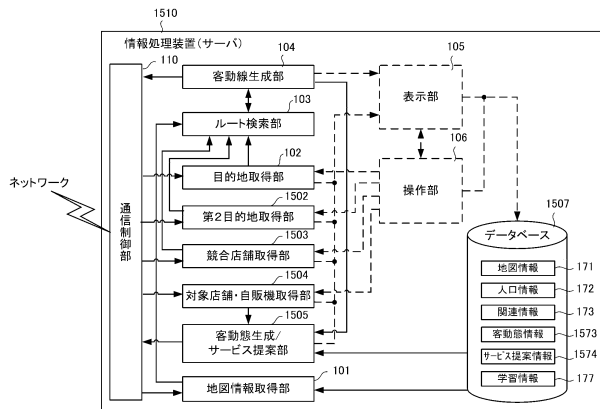 1510
情報処理装置(サーバ)
110
104
客動線生成部
103
ルート検索部
102
目的地取得部
1502
第2目的地取得部
1503
競合店舗取得部
1504
対象店舗・自販機取得部
1505
客動態生成/
サービス提案部
101
地図情報取得部
通信制御部
ネットワーク
105
表示部
106
操作部
1507
データベース
地図情報
171
人口情報
172
関連情報
173
客動態情報
1573
サービス提案情報
1574
学習情報
177